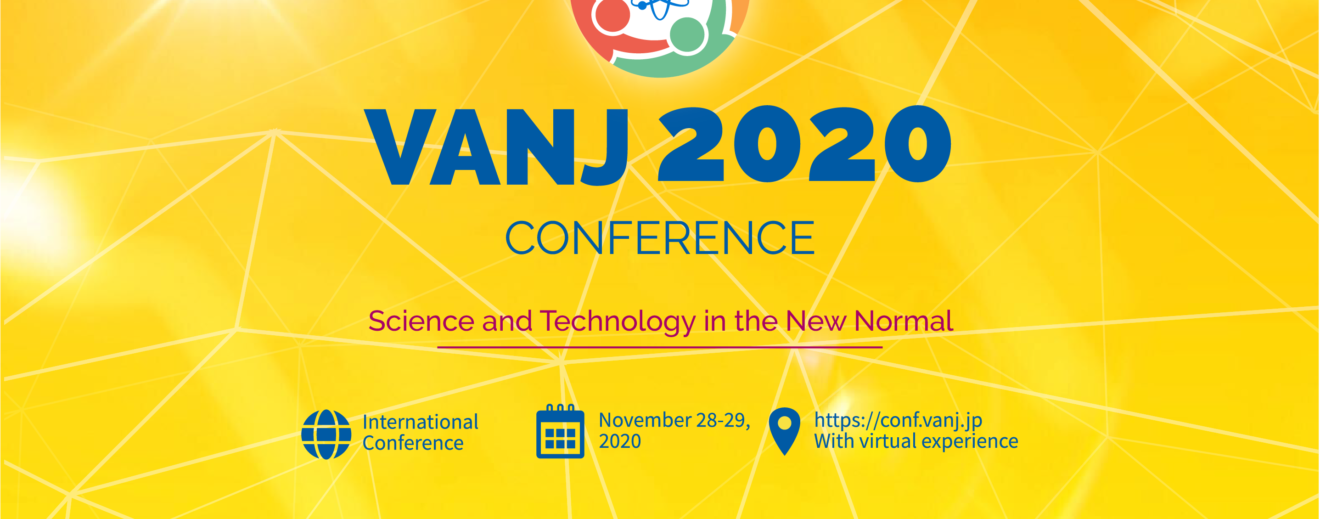 VANJ 2020
CONFERENCE
Science and Technology in the New Normal
International
Conference
November 28-29,
2020
https://conf.vanj.jp
With virtual experience